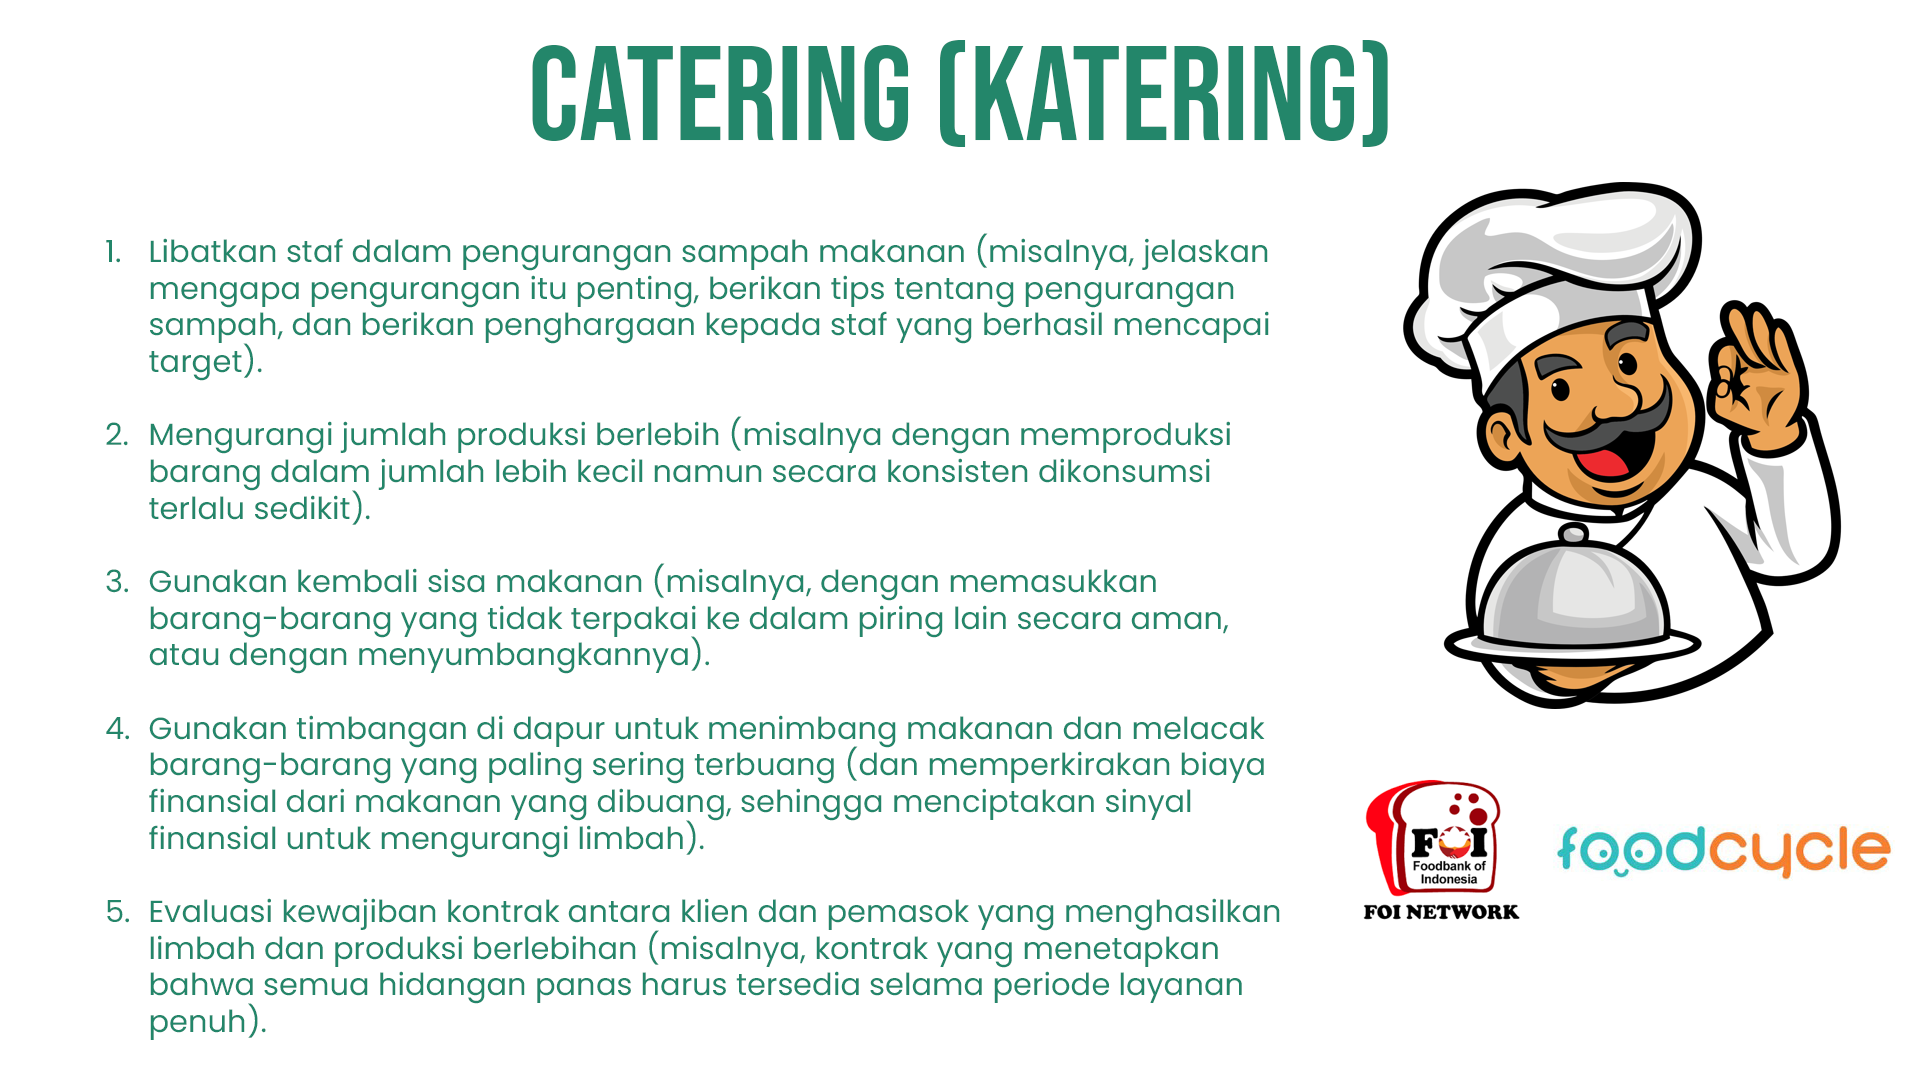 CATERING (KATERING)
1. Libatkan staf dalam pengurangan sampah makanan (misalnya, jelaskan
mengapa pengurangan itu penting, berikan tips tentang pengurangan
sampah, dan berikan penghargaan kepada staf yang berhasil mencapai
target).
2. Mengurangi jumlah produksi berlebih (misalnya dengan memproduksi
barang dalam jumlah lebih kecil namun secara konsisten dikonsumsi
terlalu sedikit).
3. Gunakan kembali sisa makanan (misalnya, dengan memasukkan
barang-barang yang tidak terpakai ke dalam piring lain secara aman,
atau dengan menyumbangkannya).
4. Gunakan timbangan di dapur untuk menimbang makanan dan melacak
barang-barang yang paling sering terbuang (dan memperkirakan biaya
finansial dari makanan yang dibuang, sehingga menciptakan sinyal
finansial untuk mengurangi limbah).
5. Evaluasi kewajiban kontrak antara klien dan pemasok yang menghasilkan
limbah dan produksi berlebihan (misalnya, kontrak yang menetapkan
bahwa semua hidangan panas harus tersedia selama periode layanan
penuh).
FOI
Foodbank of
Indonesia
FOI NETWORK
foodcycle